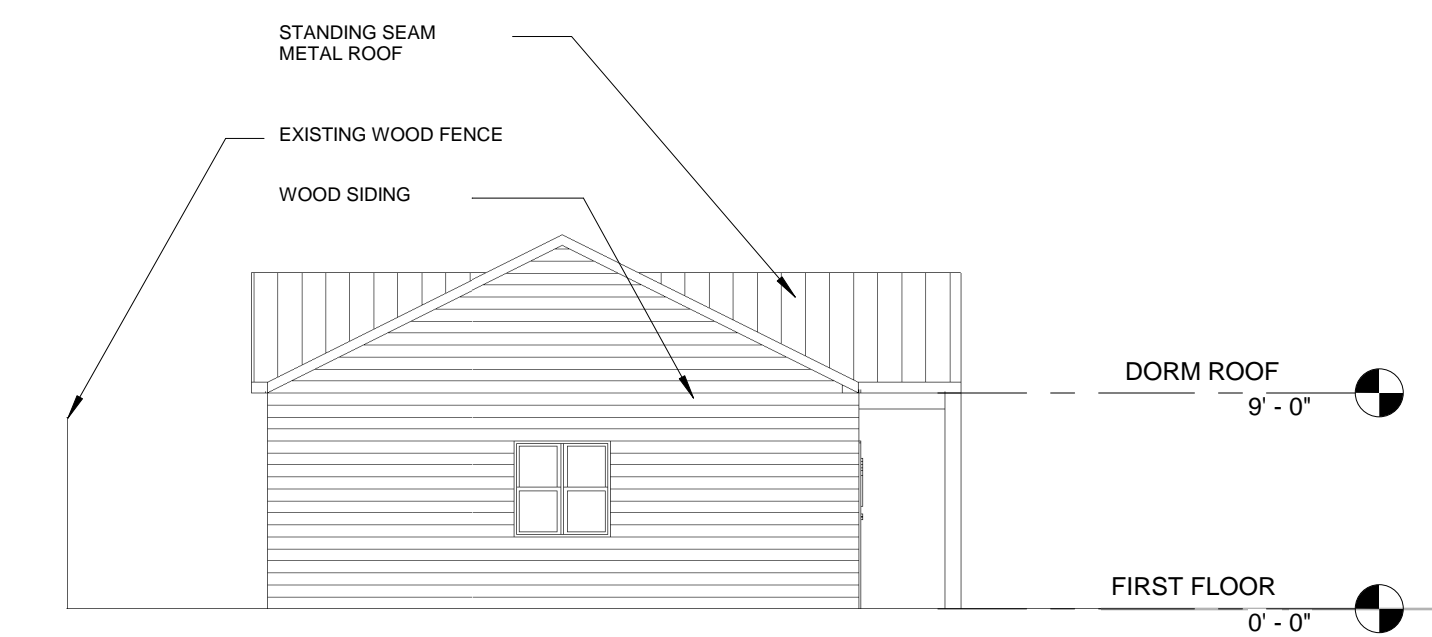 STANDING SEAM
METAL ROOF
EXISTING WOOD FENCE
WOOD SIDING
DORM ROOF
9' - 0"
FIRST FLOOR
0' - 0"